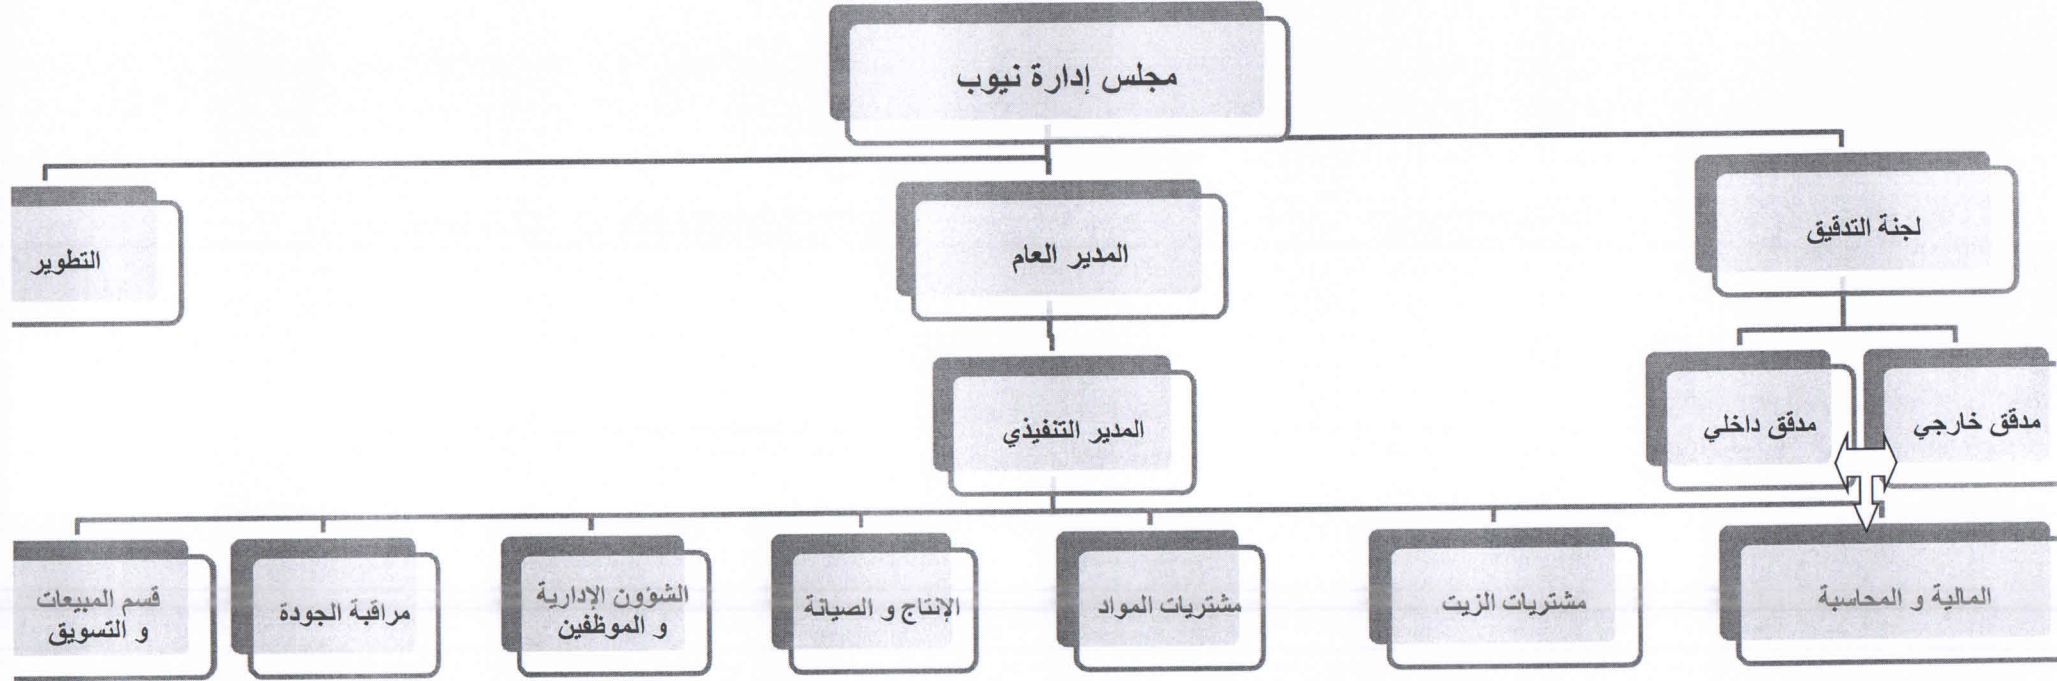 مجلس إدارة نيوب
لجنة التدقيق
المدير العام
التطوير
مدقق خارجي
مدقق داخلي
المدير التنفيذي
المالية و المحاسبة
مشتريات الزيت
مشتريات المواد
الإنتاج و الصيانة
الشؤون الإدارية
و الموظفين
مراقبة الجودة
قسم المبيعات
و التسويق